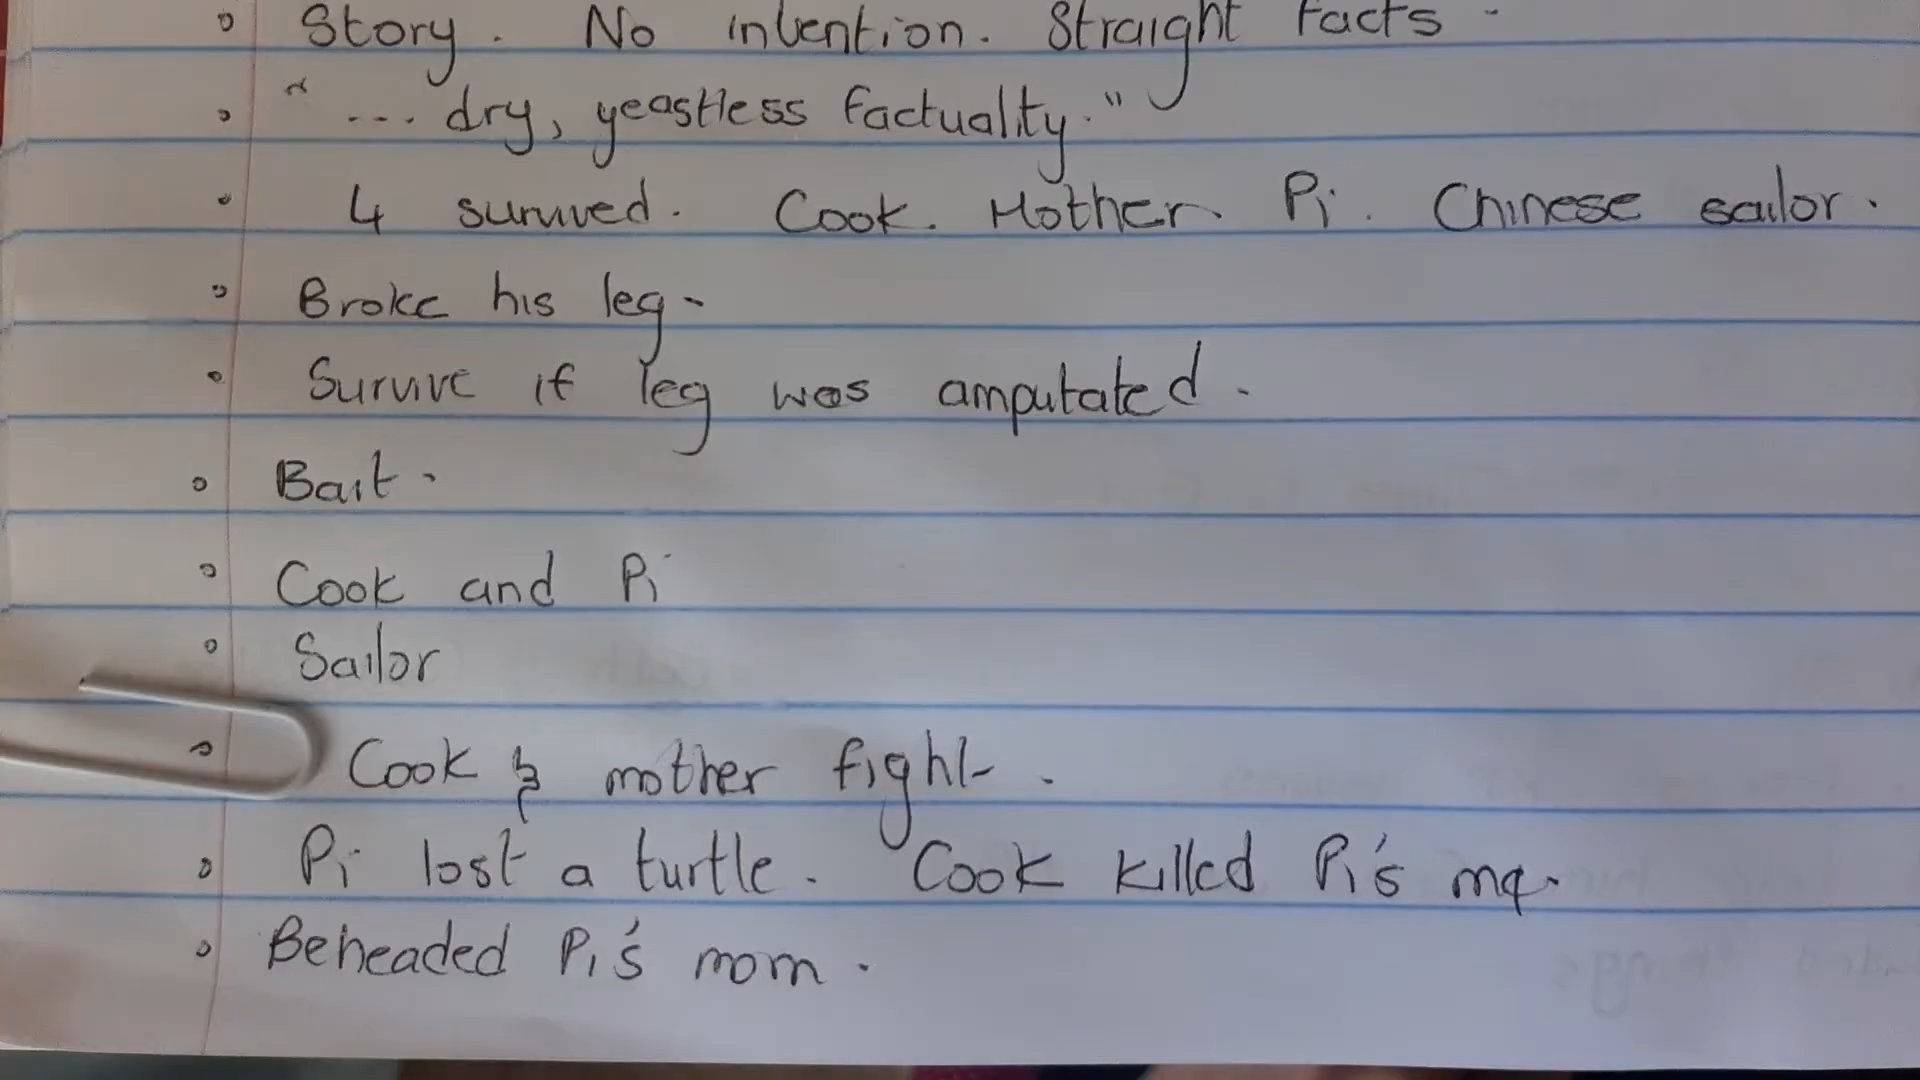 Story. No invention. Straight Facts.
"... dry, yeastless factuality."
4 survived. Cook. Mother. Pi. Chinese sailor.
Broke his leg.
Survive if leg was amputated.
Bait.
Cook and Pi
Sailor
Cook & mother fight.
Pi lost a turtle. Cook killed Pi's
Beheaded Pi's mom.